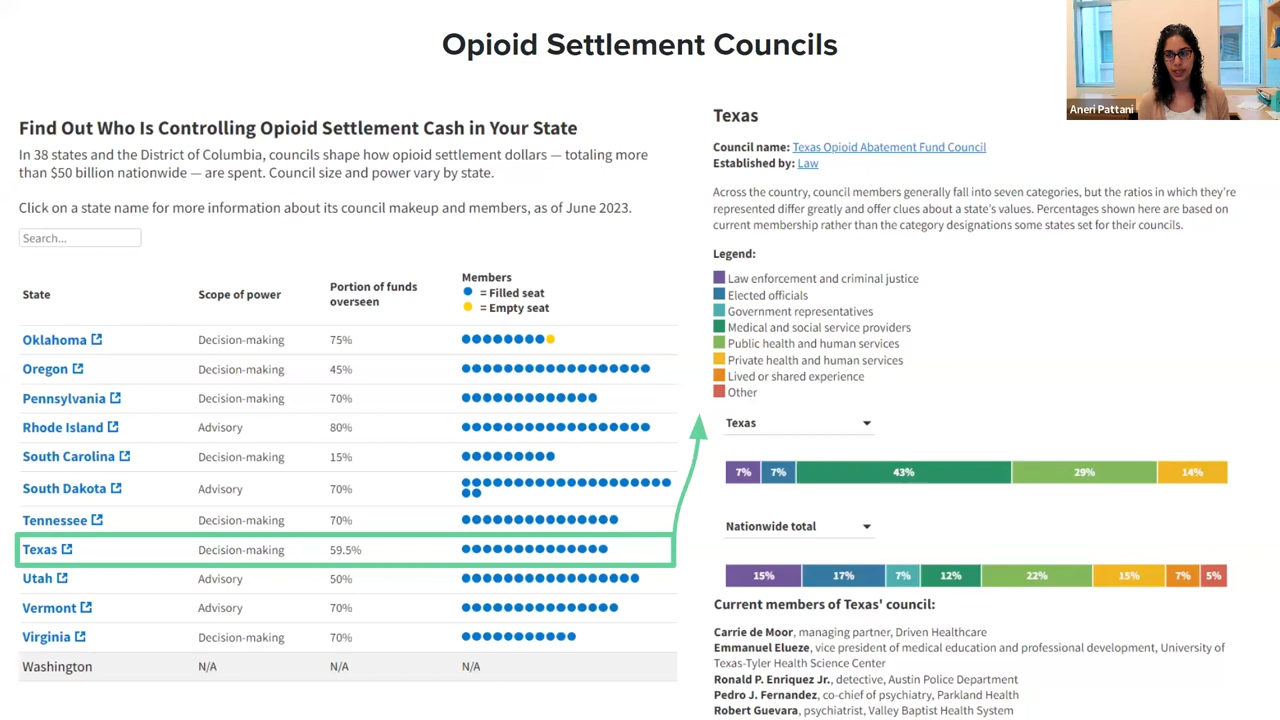 Opioid Settlement Councils
Aneri Pattani
Find Out Who Is Controlling Opioid Settlement Cash in Your State
In 38 states and the District of Columbia, councils shape how opioid settlement dollars — totaling more
than $50 billion nationwide — are spent. Council size and power vary by state.
Click on a state name for more information about its council makeup and members, as of June 2023.
Search...
State Scope of power Portion of funds overseen Members
= Filled seat
= Empty seat
Oklahoma Decision-making 75%
Oregon Decision-making 45%
Pennsylvania Decision-making 70%
Rhode Island Advisory 80%
South Carolina Decision-making 15%
South Dakota Advisory 70%
Tennessee Decision-making 70%
Texas Decision-making 59.5%
Utah Advisory 50%
Vermont Advisory 70%
Virginia Decision-making 70%
Washington N/A N/A N/A
Texas
Council name: Texas Opioid Abatement Fund Council
Established by: Law
Across the country, council members generally fall into seven categories, but the ratios in which they're
represented differ greatly and offer clues about a state's values. Percentages shown here are based on
current membership rather than the category designations some states set for their councils.
Legend:
Law enforcement and criminal justice
Elected officials
Government representatives
Medical and social service providers
Public health and human services
Private health and human services
Lived or shared experience
Other
Texas
7% 7% 43% 29% 14%
Nationwide total
15% 17% 7% 12% 22% 15% 7% 5%
Current members of Texas' council:
Carrie de Moor, managing partner, Driven Healthcare
Emmanuel Elueze, vice president of medical education and professional development, University of
Texas-Tyler Health Science Center
Ronald P. Enriquez Jr., detective, Austin Police Department
Pedro J. Fernandez, co-chief of psychiatry, Parkland Health
Robert Guevara, psychiatrist, Valley Baptist Health System